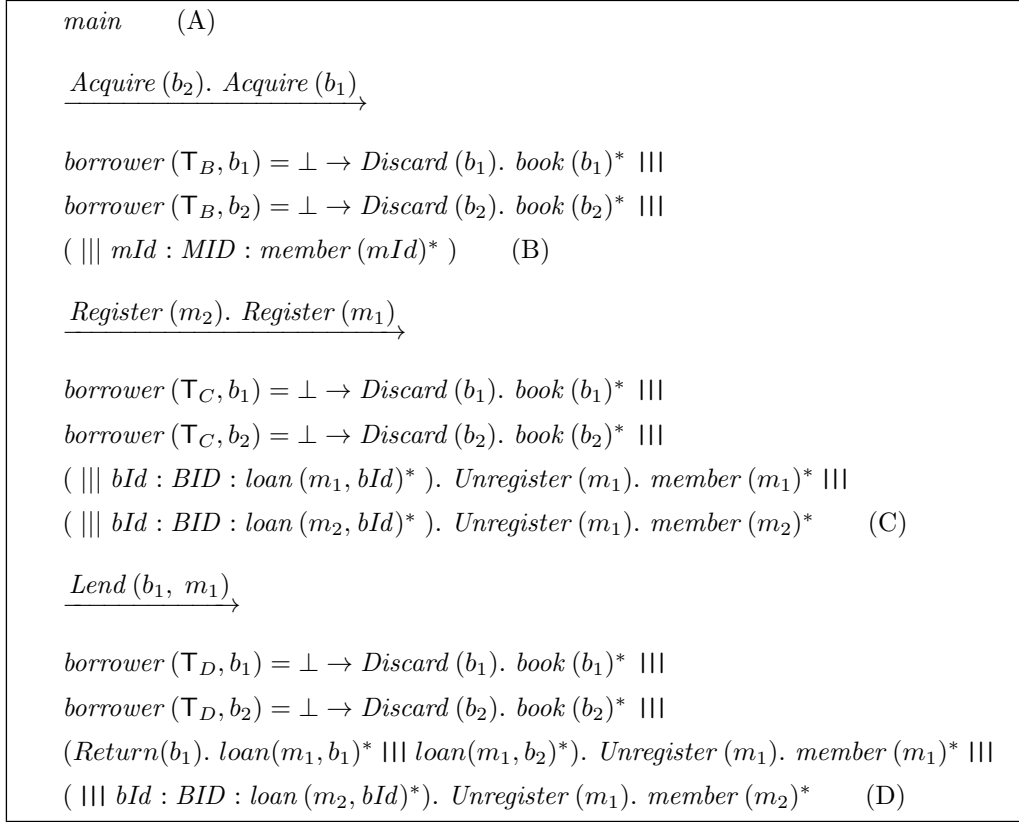 main (A)
Acquire (b₂). Acquire (b₁)
borrower (T_B, b₁) = ⊥ → Discard (b₁). book (b₁)* |||
borrower (T_B, b₂) = ⊥ → Discard (b₂). book (b₂)* |||
( ||| mId : MID : member (mId)* ) (B)
Register (m₂). Register (m₁)
borrower (T_C, b₁) = ⊥ → Discard (b₁). book (b₁)* |||
borrower (T_C, b₂) = ⊥ → Discard (b₂). book (b₂)* |||
( ||| bId : BID : loan (m₁, bId)* ). Unregister (m₁). member (m₁)* |||
( ||| bId : BID : loan (m₂, bId)* ). Unregister (m₁). member (m₂)* (C)
Lend (b₁, m₁)
borrower (T_D, b₁) = ⊥ → Discard (b₁). book (b₁)* |||
borrower (T_D, b₂) = ⊥ → Discard (b₂). book (b₂)* |||
(Return(b₁). loan(m₁, b₁)* ||| loan(m₁, b₂)*). Unregister (m₁). member (m₁)* |||
( ||| bId : BID : loan (m₂, bId)*). Unregister (m₁). member (m₂)* (D)